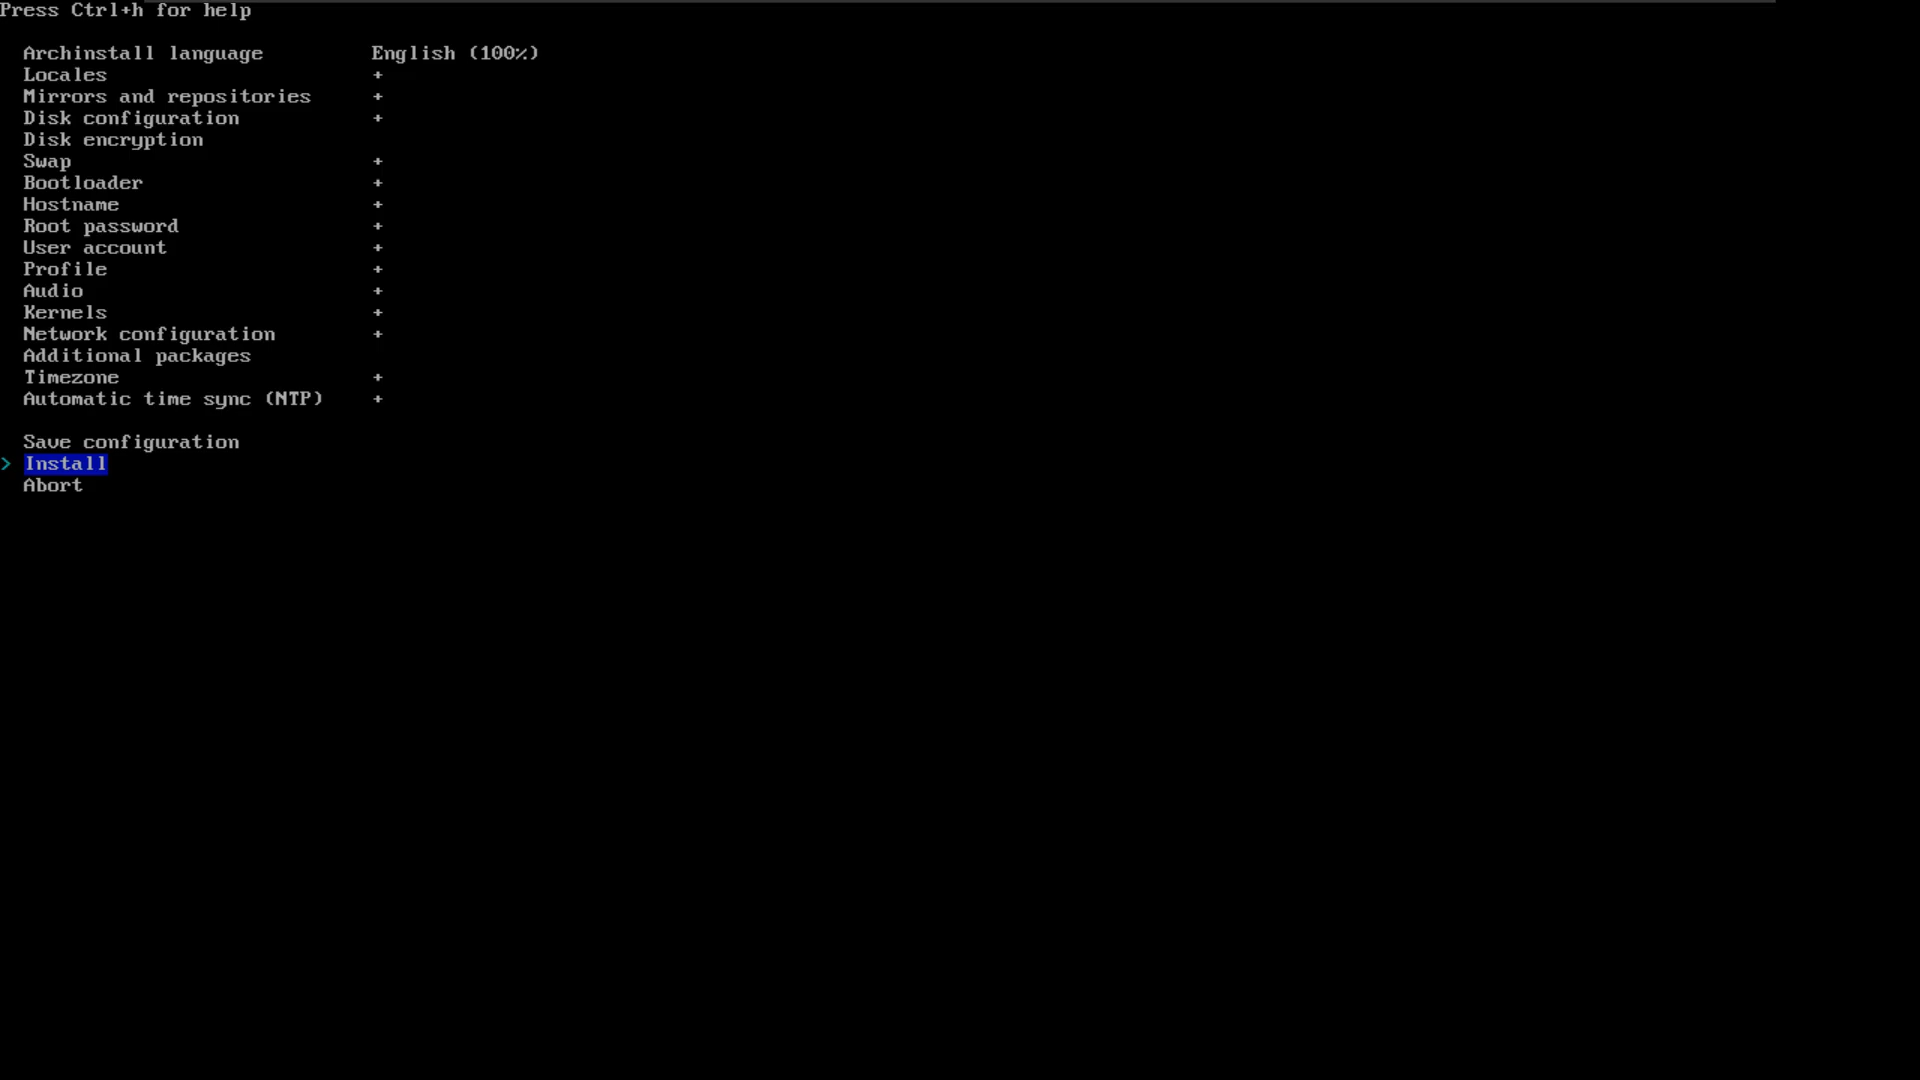 Press Ctrl+h for help
Archinstall language English (100%)
Locales +
Mirrors and repositories +
Disk configuration +
Disk encryption
Swap +
Bootloader +
Hostname +
Root password +
User account +
Profile +
Audio +
Kernels +
Network configuration +
Additional packages
Timezone +
Automatic time sync (NTP) +
Save configuration
> Install
Abort